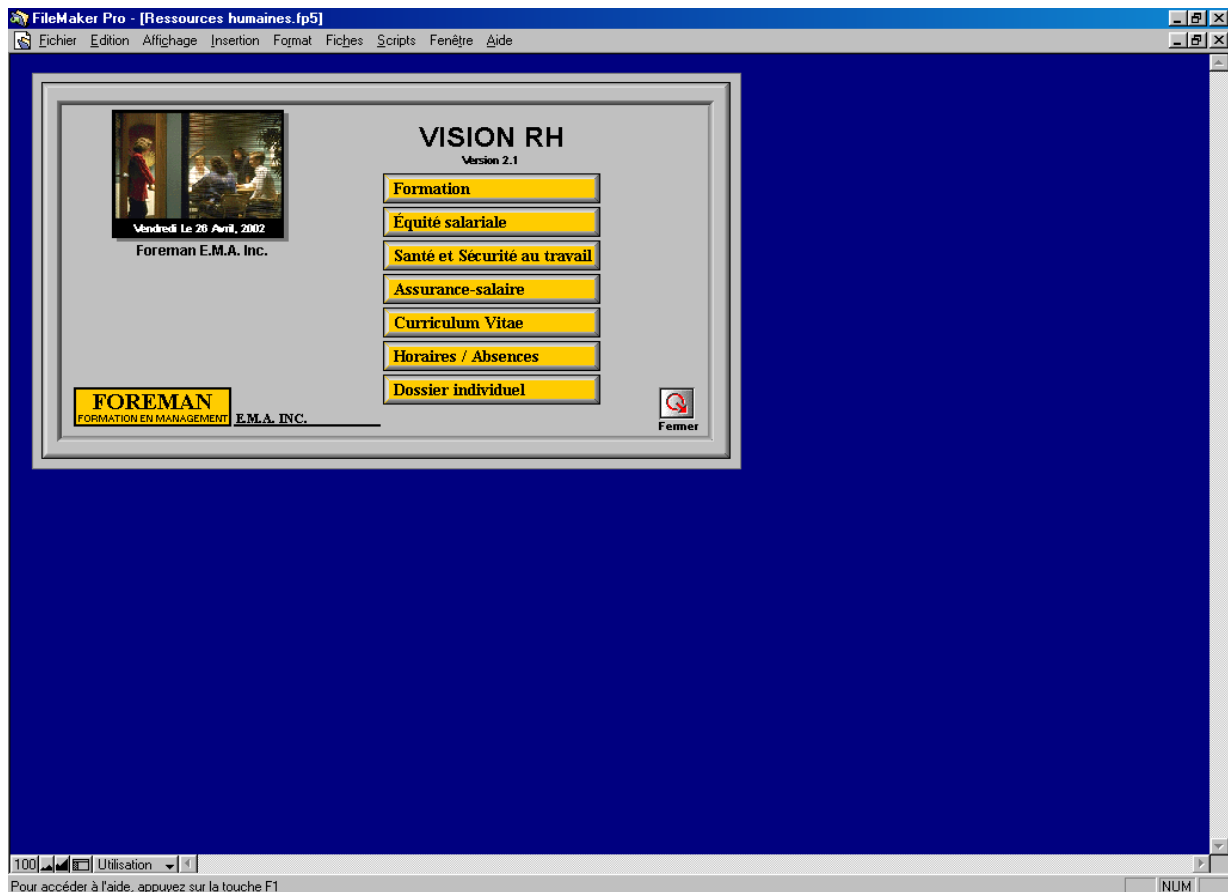 FileMaker Pro - [Ressources humaines.fp5]
Fichier Edition Affichage Insertion Format Fiches Scripts Fenêtre Aide
VISION RH
Version 2.1
Vendredi Le 26 Avril, 2002
Foreman E.M.A. Inc.
Formation
Équité salariale
Santé et Sécurité au travail
Assurance-salaire
Curriculum Vitae
Horaires / Absences
Dossier individuel
FOREMAN
FORMATION EN MANAGEMENT E.M.A. INC.
Fermer
100 Utilisation
Pour accéder à l'aide, appuyez sur la touche F1 NUM